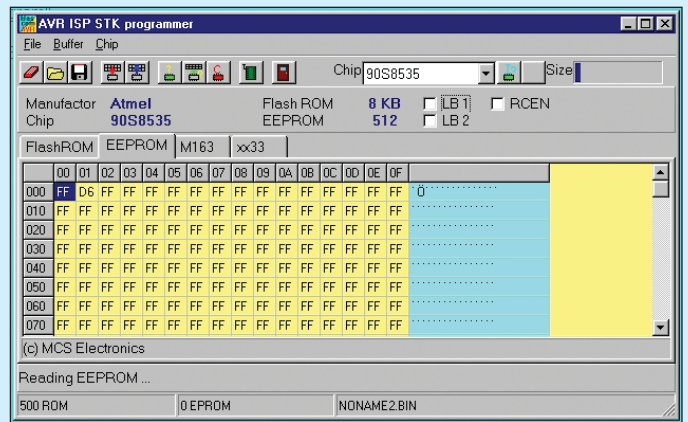 AVR ISP STK programmer
File Buffer Chip
Chip 90S8535 Size
Manufactor Atmel Flash ROM 8 KB LB 1 RCEN
Chip 90S8535 EEPROM 512 LB 2
FlashROM EEPROM M163 xx33
00 01 02 03 04 05 06 07 08 09 0A 0B 0C 0D 0E 0F
000 FF D6 FF FF FF FF FF FF FF FF FF FF FF FF FF FF ·Ö··············
010 FF FF FF FF FF FF FF FF FF FF FF FF FF FF FF FF ················
020 FF FF FF FF FF FF FF FF FF FF FF FF FF FF FF FF ················
030 FF FF FF FF FF FF FF FF FF FF FF FF FF FF FF FF ················
040 FF FF FF FF FF FF FF FF FF FF FF FF FF FF FF FF ················
050 FF FF FF FF FF FF FF FF FF FF FF FF FF FF FF FF ················
060 FF FF FF FF FF FF FF FF FF FF FF FF FF FF FF FF ················
070 FF FF FF FF FF FF FF FF FF FF FF FF FF FF FF FF ················
(c) MCS Electronics
Reading EEPROM ...
500 ROM 0 EPROM NONAME2.BIN